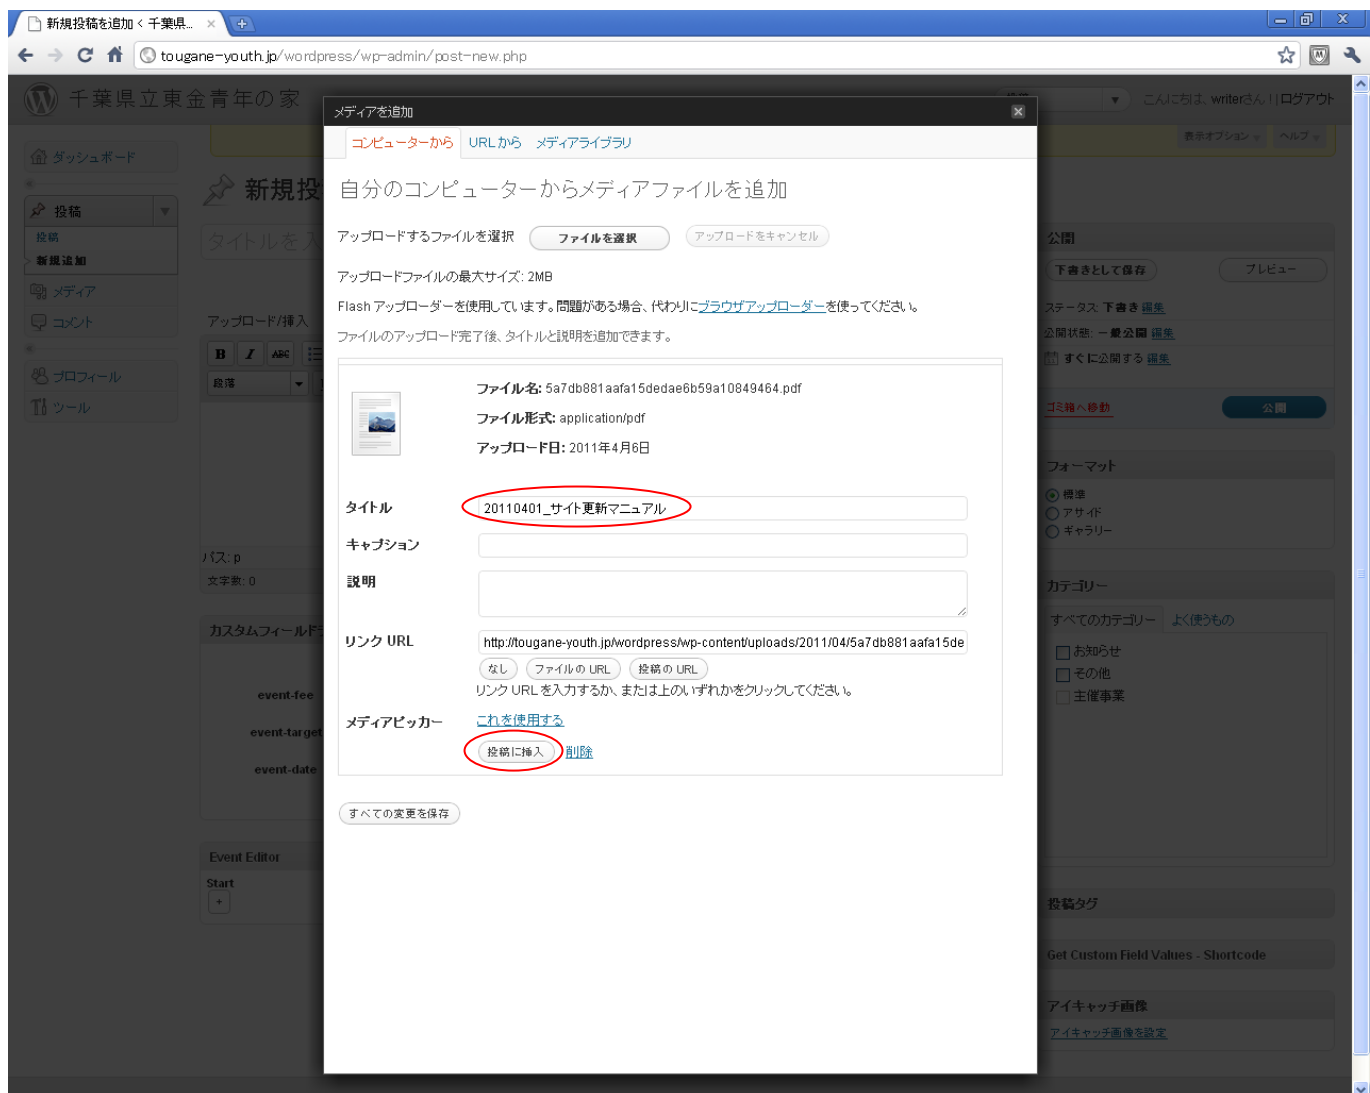 新規投稿を追加 < 千葉県...
tougane-youth.jp/wordpress/wp-admin/post-new.php
千葉県立東金青年の家
こんにちは、writerさん | |ログアウト
表示オプション
ヘルプ
ダッシュボード
投稿
投稿
新規追加
メディア
コメント
プロフィール
ツール
新規投
タイトルを入
アップロード/挿入
B I ABC
段落
パス: p
文字数: 0
カスタムフィールドテ
event-fee
event-target
event-date
Event Editor
Start
+
メディアを追加
コンピューターから
URLから
メディアライブラリ
自分のコンピューターからメディアファイルを追加
アップロードするファイルを選択
ファイルを選択
アップロードをキャンセル
アップロードファイルの最大サイズ: 2MB
Flash アップローダーを使用しています。問題がある場合、代わりにブラウザアップローダーを使ってください。
ファイルのアップロード完了後、タイトルと説明を追加できます。
ファイル名: 5a7db881aafa15dedae6b59a10849464.pdf
ファイル形式: application/pdf
アップロード日: 2011年4月6日
タイトル
20110401_サイト更新マニュアル
キャプション
説明
リンク URL
http://tougane-youth.jp/wordpress/wp-content/uploads/2011/04/5a7db881aafa15de
なし
ファイルの URL
投稿の URL
リンク URL を入力するか、または上のいずれかをクリックしてください。
メディアピッカー
これを使用する
投稿に挿入
削除
すべての変更を保存
公開
下書きとして保存
プレビュー
ステータス: 下書き 編集
公開状態: 一般公開 編集
すぐに公開する 編集
ゴミ箱へ移動
公開
フォーマット
標準
アサイド
ギャラリー
カテゴリー
すべてのカテゴリー
よく使うもの
お知らせ
その他
主催事業
投稿タグ
Get Custom Field Values - Shortcode
アイキャッチ画像
アイキャッチ画像を設定